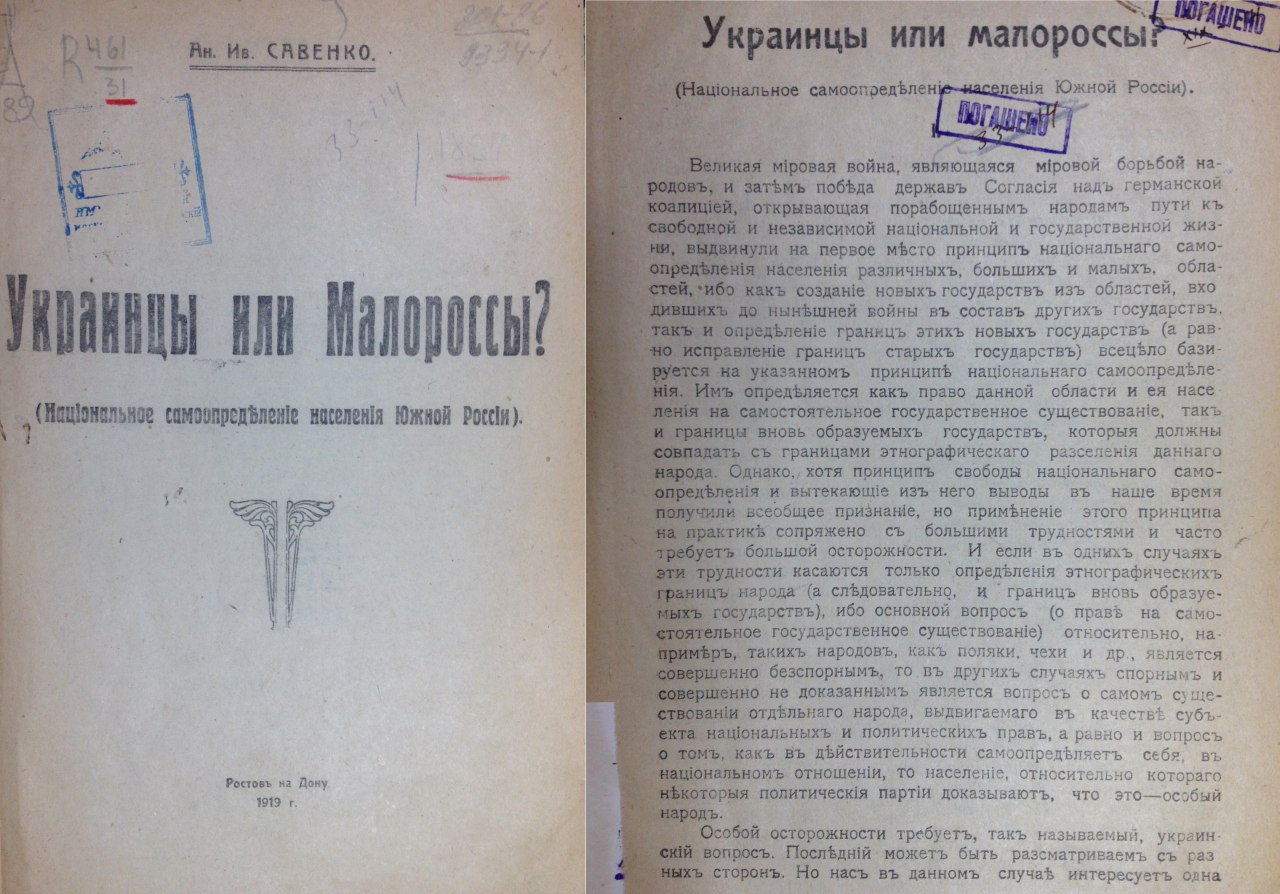 Ан. Ив. САВЕНКО.
R 461
31
Украинцы или Малороссы?
(Національное самоопредѣленіе населенія Южной Россіи).
Ростовъ на Дону
1919 г.
ПОГАШЕНО
Украинцы или малороссы?
(Національное самоопредѣленіе населенія Южной Россіи).
ПОГАШЕНО
Великая міровая война, являющаяся міровой борьбой на-
родовъ, и затѣмъ побѣда державъ Согласія надъ германской
коалиціей, открывающая порабощеннымъ народамъ пути къ
свободной и независимой національной и государственной жиз-
ни, выдвинули на первое мѣсто принципъ національнаго само-
опредѣленія населенія различныхъ, большихъ и малыхъ, обла-
стей, ибо какъ созданіе новыхъ государствъ изъ областей, вхо
дившихъ до нынѣшней войны въ составъ другихъ государствъ,
такъ и опредѣленіе границъ этихъ новыхъ государствъ (а рав-
но исправленіе границъ старыхъ государствъ) всецѣло бази-
руется на указанномъ принципѣ національнаго самоопредѣле-
нія. Имъ опредѣляется какъ право данной области и ея насе
ленія на самостоятельное государственное существованіе, такъ
и границы вновь образуемыхъ государствъ, которыя должны
совпадать съ границами этнографическаго разселенія даннаго
народа. Однако, хотя принципъ свободы національнаго само-
опредѣленія и вытекающіе изъ него выводы въ наше время
получили всеобщее признаніе, но примѣненіе этого принципа
на практикѣ сопряжено съ большими трудностями и часто
требуетъ большой осторожности. И если въ однихъ случаяхъ
эти трудности касаются только опредѣленія этнографическихъ
границъ народа (а слѣдовательно, и границъ вновь образуе-
мыхъ государствъ), ибо основной вопросъ (о правѣ на само-
стоятельное государственное существованіе) относительно, на-
примѣръ, такихъ народовъ, какъ поляки, чехи и др., является
совершенно безспорнымъ, то въ другихъ случаяхъ спорнымъ и
совершенно не доказаннымъ является вопросъ о самомъ суще-
ствованіи отдѣльнаго народа, выдвигаемаго въ качествѣ субъ-
екта національныхъ и политическихъ правъ, а равно и вопросъ
о томъ, какъ въ дѣйствительности самоопредѣляетъ себя, въ
національномъ отношеніи, то населеніе, относительно котораго
нѣкоторыя политическія партіи доказываютъ, что это—особый
народъ.
Особой осторожности требуетъ, такъ называемый, украин-
скій вопросъ. Послѣдній можетъ быть разсматриваемъ съ раз
ныхъ сторонъ. Но насъ въ данномъ случаѣ интересуетъ одна